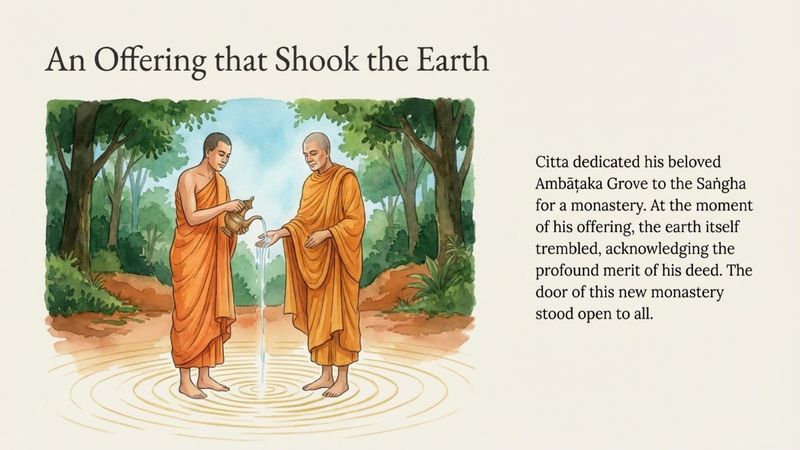 An Offering that Shook the Earth
Citta dedicated his beloved
Ambāṭaka Grove to the Saṅgha
for a monastery. At the moment
of his offering, the earth itself
trembled, acknowledging the
profound merit of his deed. The
door of this new monastery
stood open to all.